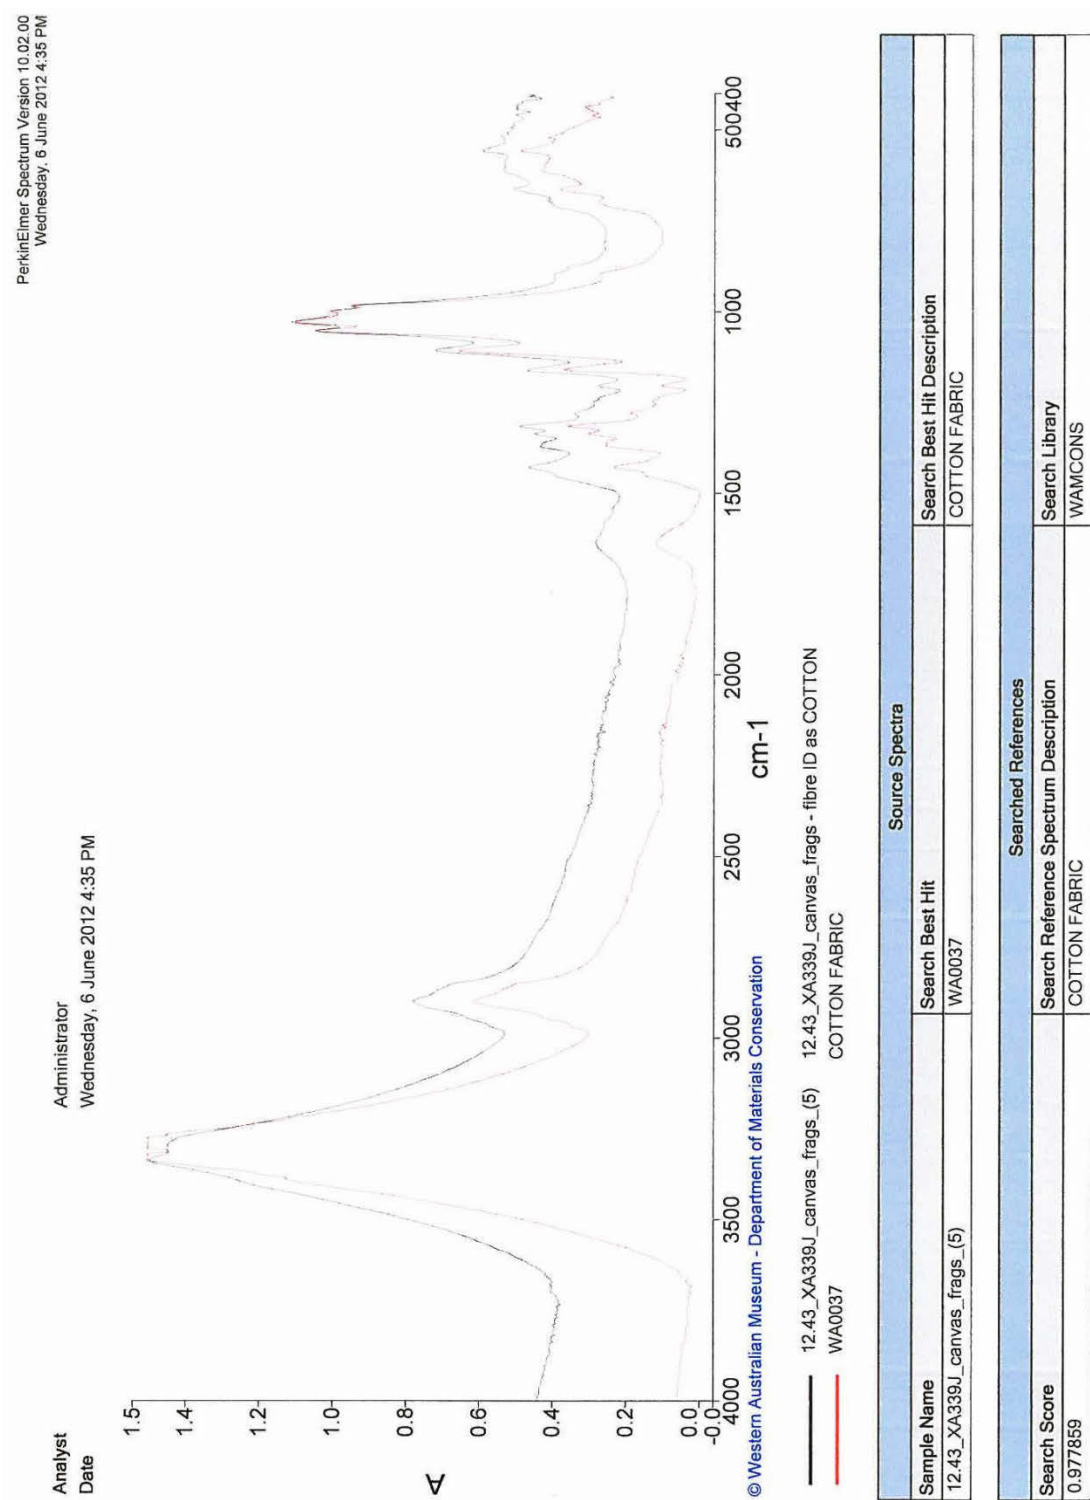 PerkinElmer Spectrum Version 10.02.00
Wednesday, 6 June 2012 4:35 PM
Analyst Administrator
Date Wednesday, 6 June 2012 4:35 PM
1.5
1.4
1.2
1.0
0.8
0.6
0.4
0.2
0.0
-0.0
A
4000 3500 3000 2500 2000 1500 1000 500400
cm-1
© Western Australian Museum - Department of Materials Conservation
12.43_XA339J_canvas_frags_(5) 12.43_XA339J_canvas_frags - fibre ID as COTTON
WA0037 COTTON FABRIC
Source Spectra
Sample Name Search Best Hit Search Best Hit Description
12.43_XA339J_canvas_frags_(5) WA0037 COTTON FABRIC
Searched References
Search Score Search Reference Spectrum Description Search Library
0.977859 COTTON FABRIC WAMCONS